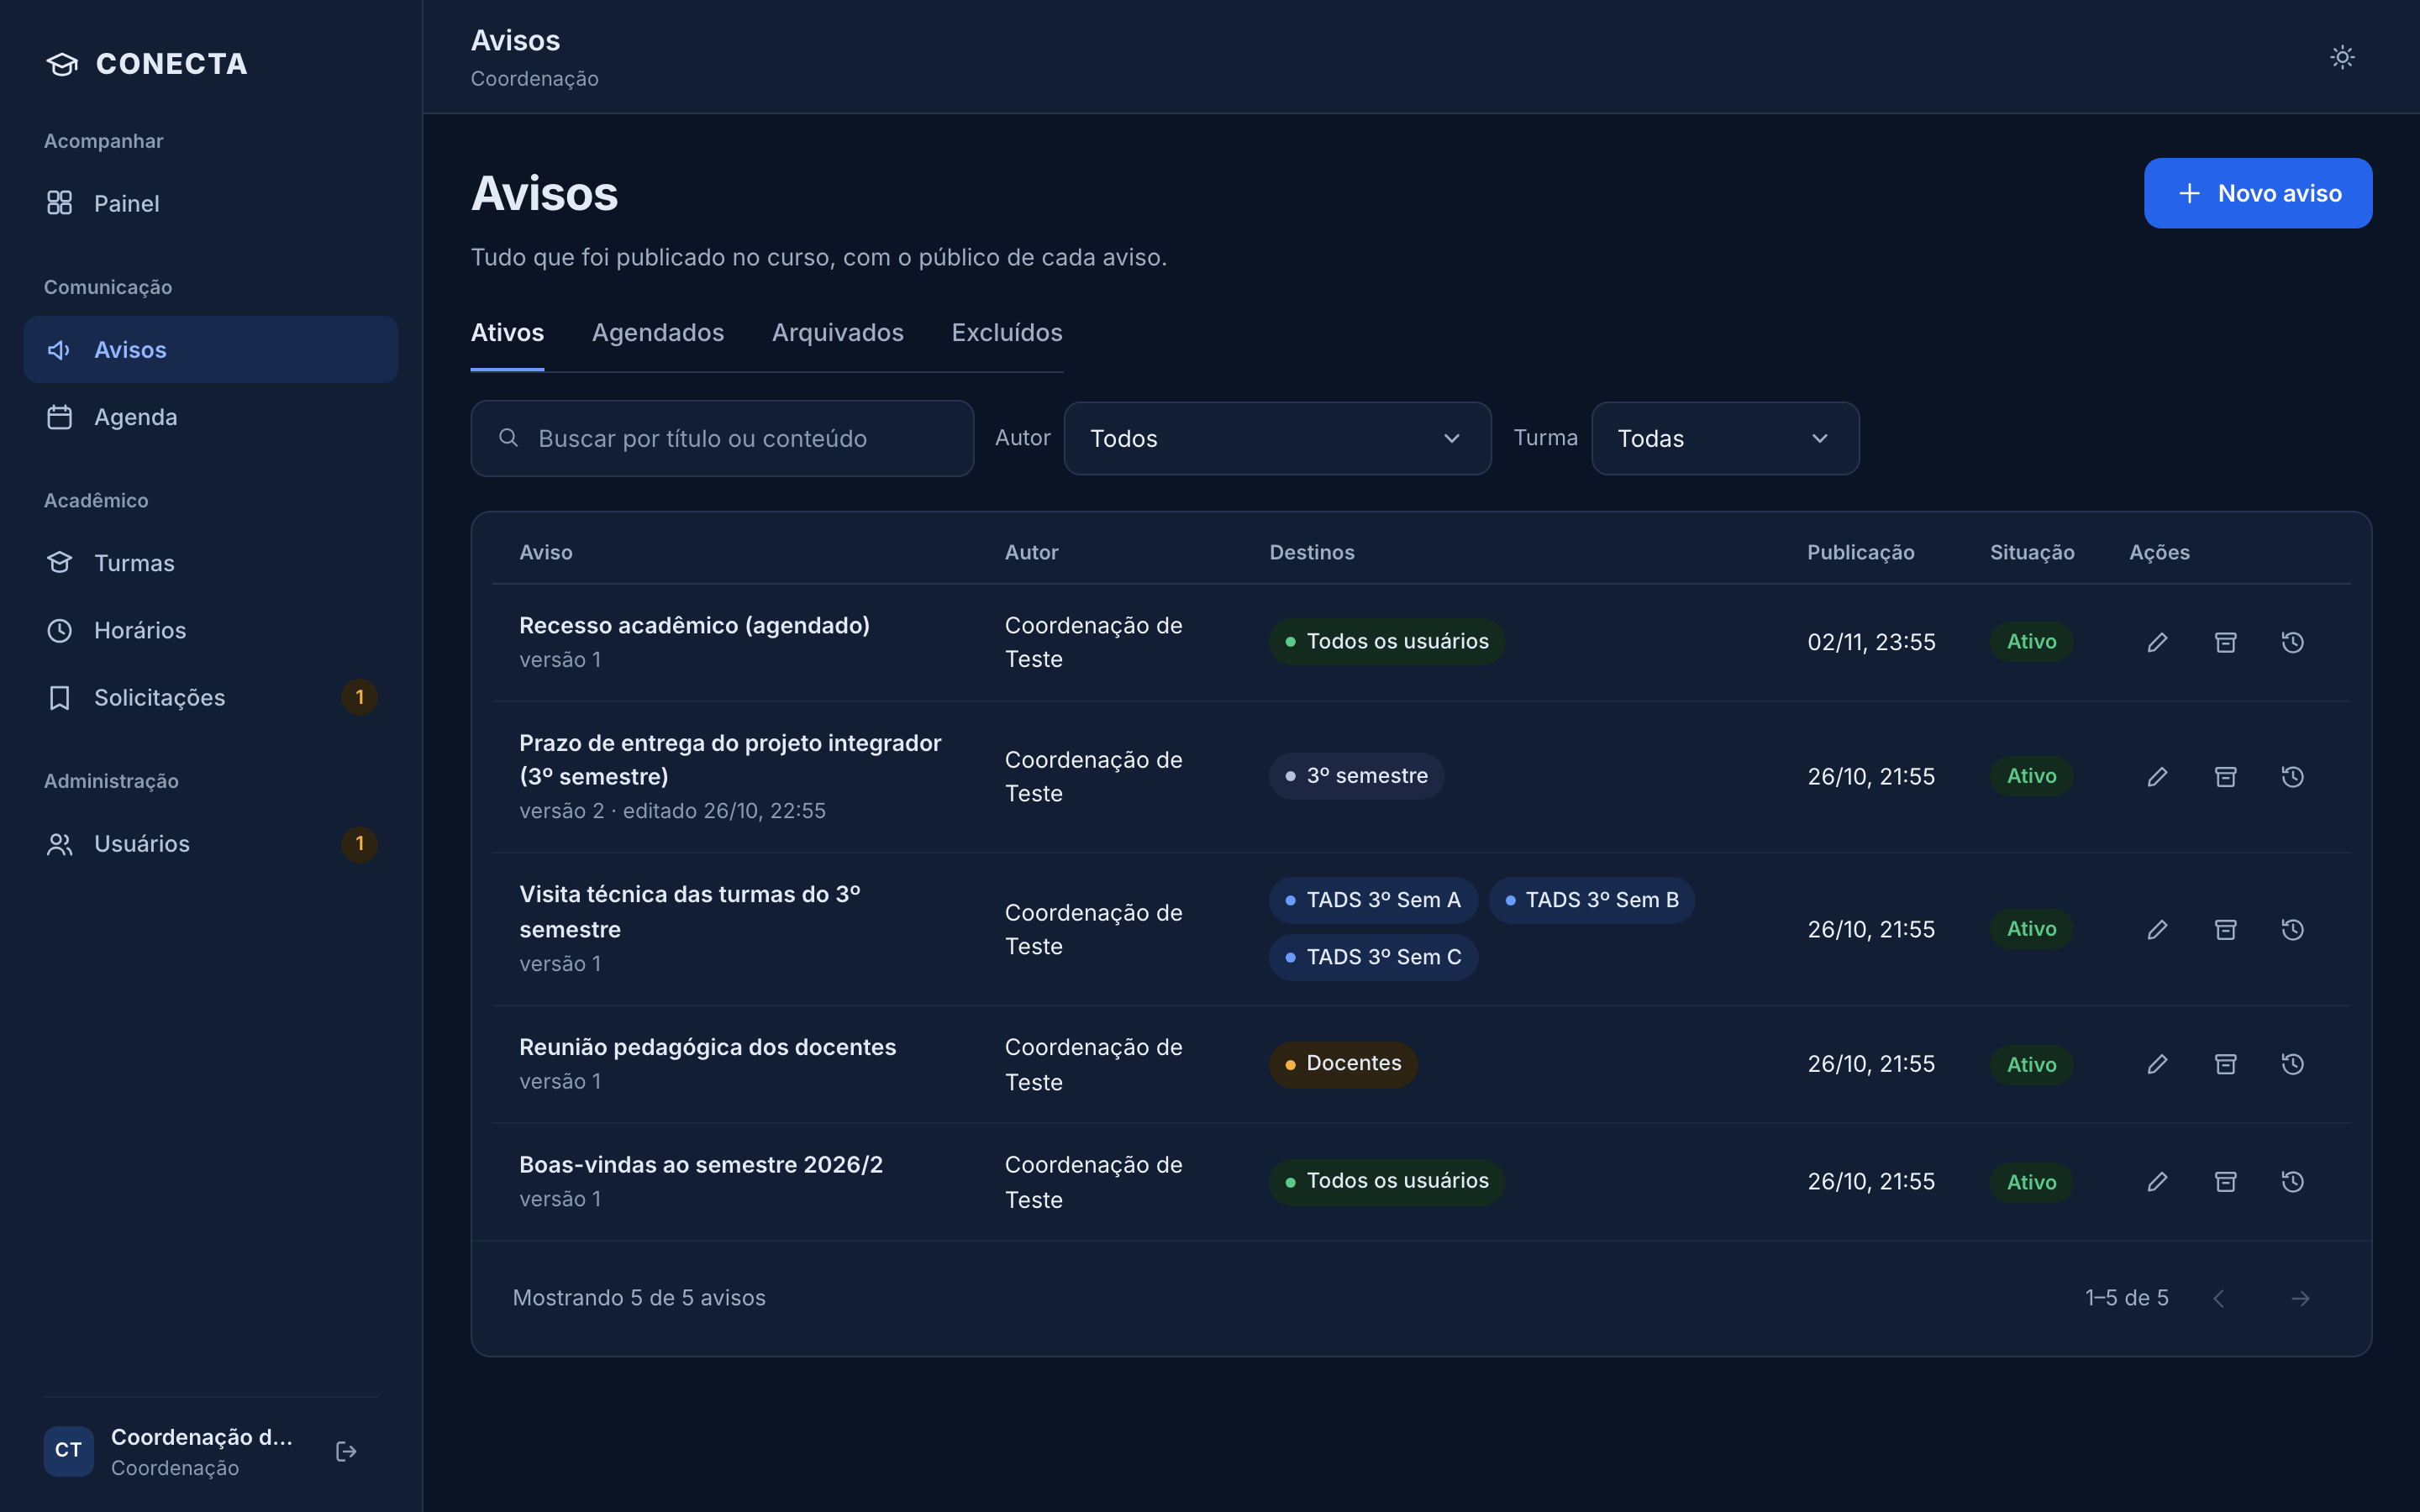 CONECTA
Acompanhar
Painel
Comunicação
Avisos
Agenda
Acadêmico
Turmas
Horários
Solicitações 1
Administração
Usuários 1
CT
Coordenação d...
Coordenação
Avisos
Coordenação
Avisos
Novo aviso
Tudo que foi publicado no curso, com o público de cada aviso.
Ativos Agendados Arquivados Excluídos
Buscar por título ou conteúdo Autor Todos Turma Todas
Aviso Autor Destinos Publicação Situação Ações
Recesso acadêmico (agendado)
versão 1
Coordenação de
Teste
Todos os usuários
02/11, 23:55
Ativo
Prazo de entrega do projeto integrador
(3º semestre)
versão 2 · editado 26/10, 22:55
Coordenação de
Teste
3º semestre
26/10, 21:55
Ativo
Visita técnica das turmas do 3º
semestre
versão 1
Coordenação de
Teste
TADS 3º Sem A TADS 3º Sem B
TADS 3º Sem C
26/10, 21:55
Ativo
Reunião pedagógica dos docentes
versão 1
Coordenação de
Teste
Docentes
26/10, 21:55
Ativo
Boas-vindas ao semestre 2026/2
versão 1
Coordenação de
Teste
Todos os usuários
26/10, 21:55
Ativo
Mostrando 5 de 5 avisos
1–5 de 5